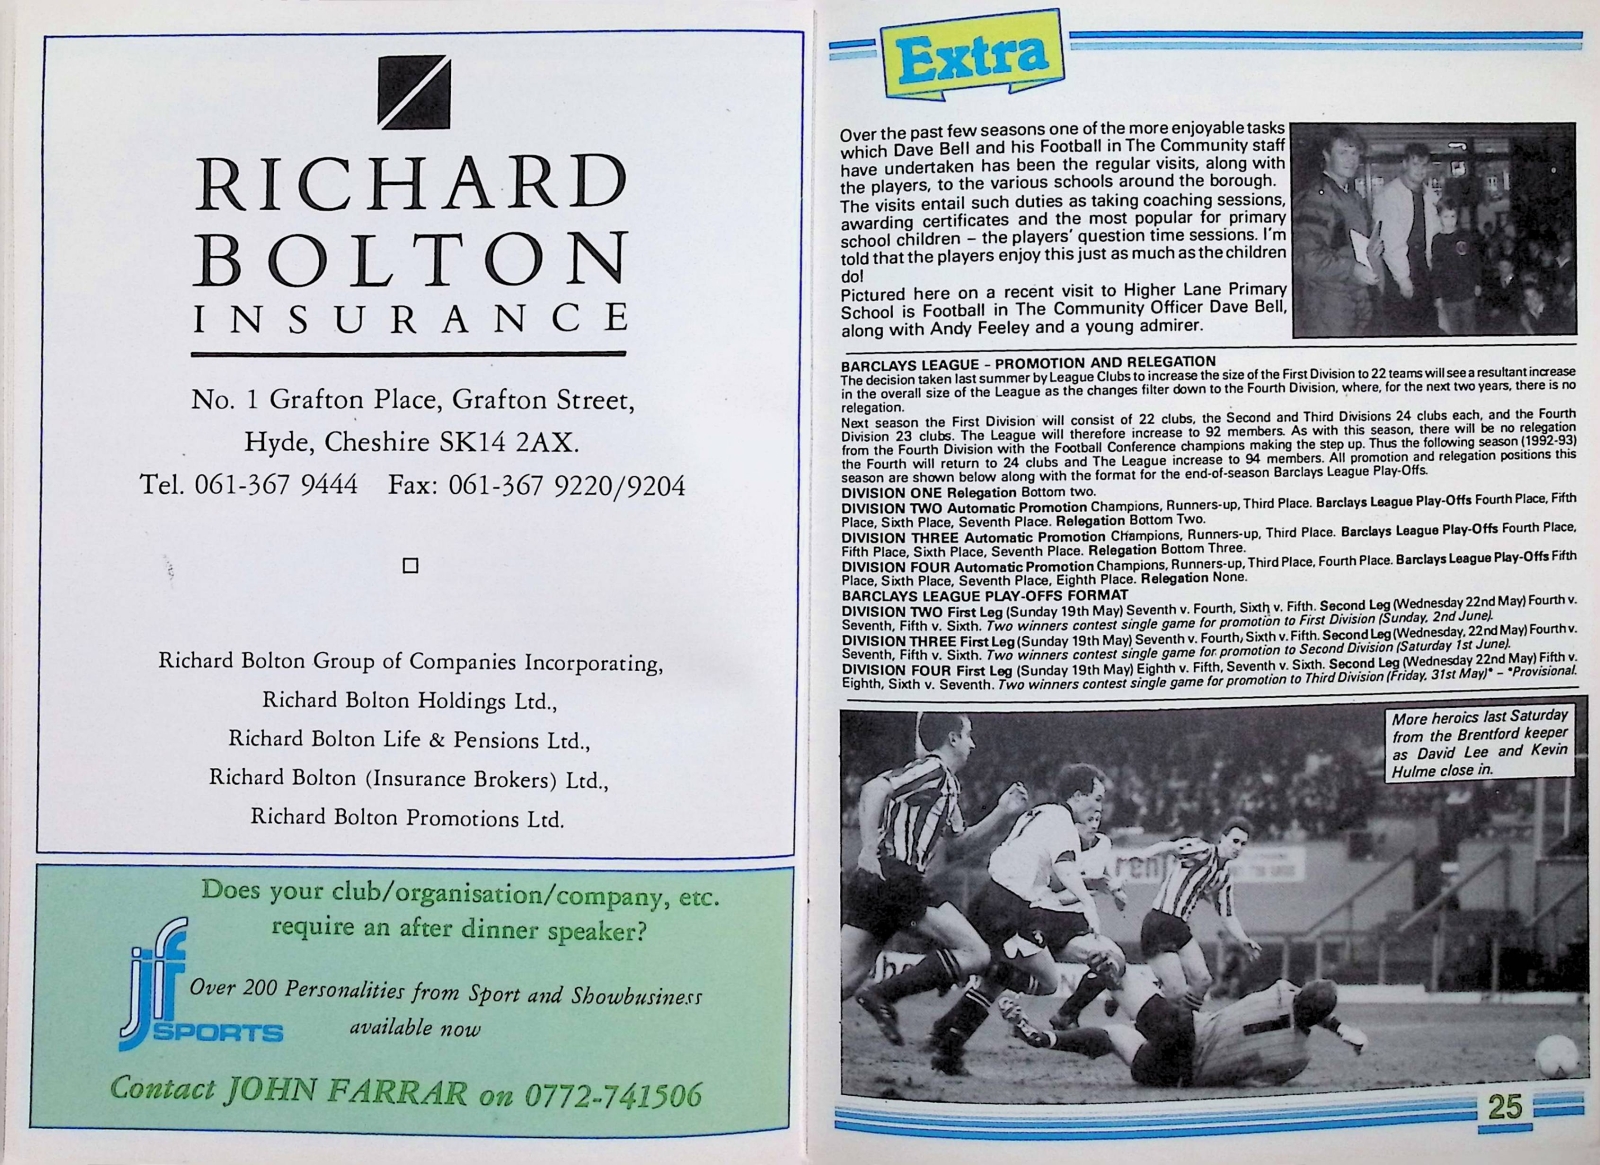 RICHARD
BOLTON
INSURANCE
No. 1 Grafton Place, Grafton Street,
Hyde, Cheshire SK14 2AX.
Tel. 061-367 9444 Fax: 061-367 9220/9204
Richard Bolton Group of Companies Incorporating,
Richard Bolton Holdings Ltd.,
Richard Bolton Life & Pensions Ltd.,
Richard Bolton (Insurance Brokers) Ltd.,
Richard Bolton Promotions Ltd.
Does your club/organisation/company, etc.
require an after dinner speaker?
jf
SPORTS
Over 200 Personalities from Sport and Showbusiness
available now
Contact JOHN FARRAR on 0772-741506
Extra
Over the past few seasons one of the more enjoyable tasks
which Dave Bell and his Football in The Community staff
have undertaken has been the regular visits, along with
the players, to the various schools around the borough.
The visits entail such duties as taking coaching sessions,
awarding certificates and the most popular for primary
school children – the players' question time sessions. I'm
told that the players enjoy this just as much as the children
do!
Pictured here on a recent visit to Higher Lane Primary
School is Football in The Community Officer Dave Bell,
along with Andy Feeley and a young admirer.
BARCLAYS LEAGUE – PROMOTION AND RELEGATION
The decision taken last summer by League Clubs to increase the size of the First Division to 22 teams will see a resultant increase
in the overall size of the League as the changes filter down to the Fourth Division, where, for the next two years, there is no
relegation.
Next season the First Division will consist of 22 clubs, the Second and Third Divisions 24 clubs each, and the Fourth
Division 23 clubs. The League will therefore increase to 92 members. As with this season, there will be no relegation
from the Fourth Division with the Football Conference champions making the step up. Thus the following season (1992-93)
the Fourth will return to 24 clubs and The League increase to 94 members. All promotion and relegation positions this
season are shown below along with the format for the end-of-season Barclays League Play-Offs.
DIVISION ONE Relegation Bottom two.
DIVISION TWO Automatic Promotion Champions, Runners-up, Third Place. Barclays League Play-Offs Fourth Place, Fifth
Place, Sixth Place, Seventh Place. Relegation Bottom Two.
DIVISION THREE Automatic Promotion Champions, Runners-up, Third Place. Barclays League Play-Offs Fourth Place,
Fifth Place, Sixth Place, Seventh Place. Relegation Bottom Three.
DIVISION FOUR Automatic Promotion Champions, Runners-up, Third Place, Fourth Place. Barclays League Play-Offs Fifth
Place, Sixth Place, Seventh Place, Eighth Place. Relegation None.
BARCLAYS LEAGUE PLAY-OFFS FORMAT
DIVISION TWO First Leg (Sunday 19th May) Seventh v. Fourth, Sixth v. Fifth. Second Leg (Wednesday 22nd May) Fourth v.
Seventh, Fifth v. Sixth. Two winners contest single game for promotion to First Division (Sunday, 2nd June).
DIVISION THREE First Leg (Sunday 19th May) Seventh v. Fourth, Sixth v. Fifth. Second Leg (Wednesday, 22nd May) Fourth v.
Seventh, Fifth v. Sixth. Two winners contest single game for promotion to Second Division (Saturday 1st June).
DIVISION FOUR First Leg (Sunday 19th May) Eighth v. Fifth, Seventh v. Sixth. Second Leg (Wednesday 22nd May) Fifth v.
Eighth, Sixth v. Seventh. Two winners contest single game for promotion to Third Division (Friday, 31st May)* – *Provisional.
More heroics last Saturday
from the Brentford keeper
as David Lee and Kevin
Hulme close in.
1
25